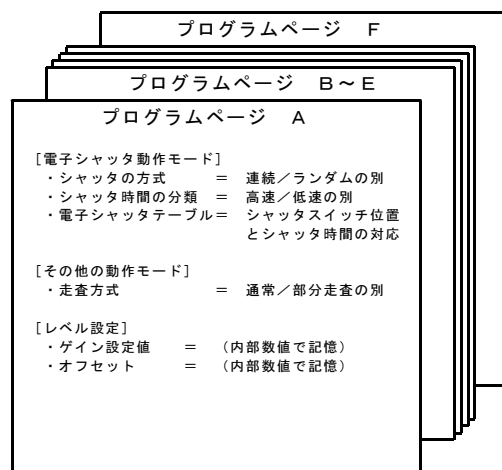 プログラムページ　F
プログラムページ　B～E
プログラムページ　A
［電子シャッタ動作モード］
・シャッタの方式　　　＝　連続／ランダムの別
・シャッタ時間の分類　＝　高速／低速の別
・電子シャッタテーブル＝　シャッタスイッチ位置
とシャッタ時間の対応
［その他の動作モード］
・走査方式　　　　　　＝　通常／部分走査の別
［レベル設定］
・ゲイン設定値　　＝　（内部数値で記憶）
・オフセット　　　＝　（内部数値で記憶）